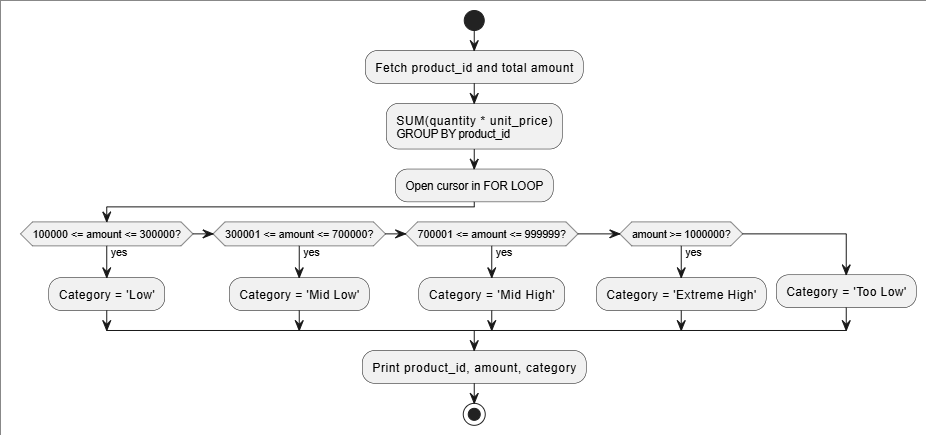 Fetch product_id and total amount
SUM(quantity * unit_price)
GROUP BY product_id
Open cursor in FOR LOOP
100000 <= amount <= 300000?
300001 <= amount <= 700000?
700001 <= amount <= 999999?
amount >= 1000000?
yes
yes
yes
yes
Category = 'Low'
Category = 'Mid Low'
Category = 'Mid High'
Category = 'Extreme High'
Category = 'Too Low'
Print product_id, amount, category